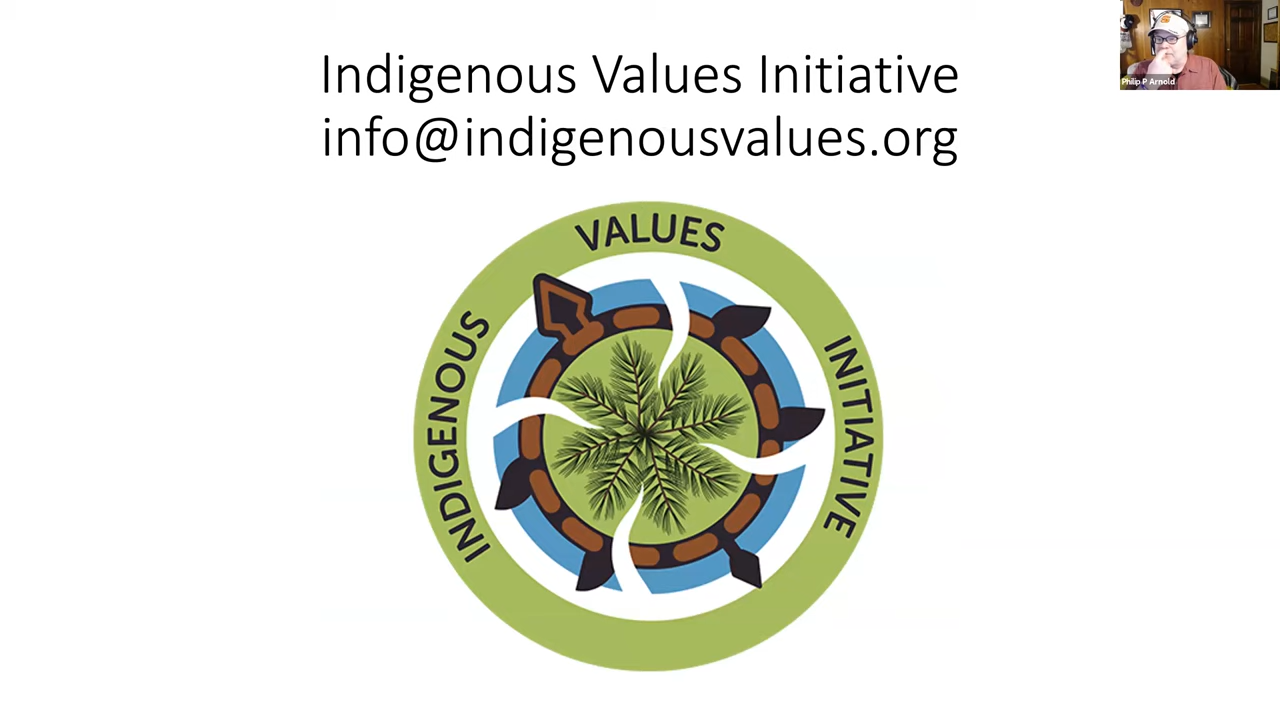 Indigenous Values Initiative
info@indigenousvalues.org
Philip P Arnold
INDIGENOUS
VALUES
INITIATIVE